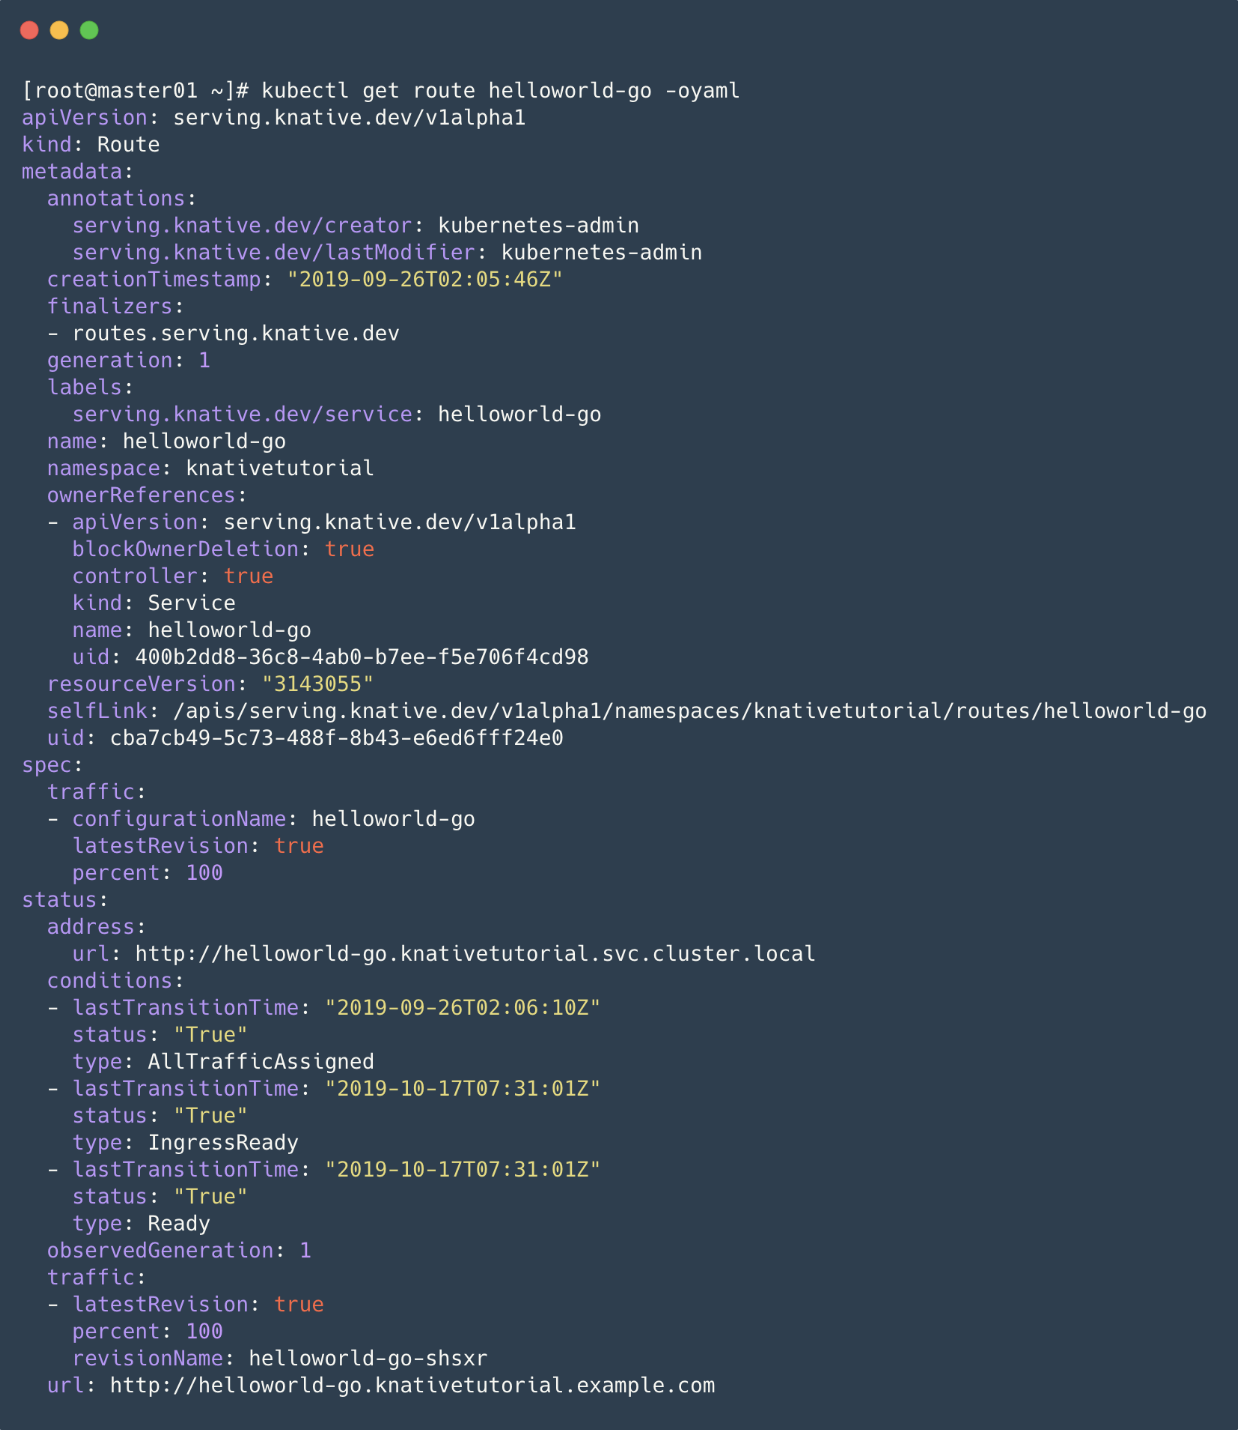 [root@master01 ~]# kubectl get route helloworld-go -oyaml
apiVersion: serving.knative.dev/v1alpha1
kind: Route
metadata:
  annotations:
    serving.knative.dev/creator: kubernetes-admin
    serving.knative.dev/lastModifier: kubernetes-admin
  creationTimestamp: "2019-09-26T02:05:46Z"
  finalizers:
  - routes.serving.knative.dev
  generation: 1
  labels:
    serving.knative.dev/service: helloworld-go
  name: helloworld-go
  namespace: knativetutorial
  ownerReferences:
  - apiVersion: serving.knative.dev/v1alpha1
    blockOwnerDeletion: true
    controller: true
    kind: Service
    name: helloworld-go
    uid: 400b2dd8-36c8-4ab0-b7ee-f5e706f4cd98
  resourceVersion: "3143055"
  selfLink: /apis/serving.knative.dev/v1alpha1/namespaces/knativetutorial/routes/helloworld-go
  uid: cba7cb49-5c73-488f-8b43-e6ed6fff24e0
spec:
  traffic:
  - configurationName: helloworld-go
    latestRevision: true
    percent: 100
status:
  address:
    url: http://helloworld-go.knativetutorial.svc.cluster.local
  conditions:
  - lastTransitionTime: "2019-09-26T02:06:10Z"
    status: "True"
    type: AllTrafficAssigned
  - lastTransitionTime: "2019-10-17T07:31:01Z"
    status: "True"
    type: IngressReady
  - lastTransitionTime: "2019-10-17T07:31:01Z"
    status: "True"
    type: Ready
  observedGeneration: 1
  traffic:
  - latestRevision: true
    percent: 100
    revisionName: helloworld-go-shsxr
  url: http://helloworld-go.knativetutorial.example.com